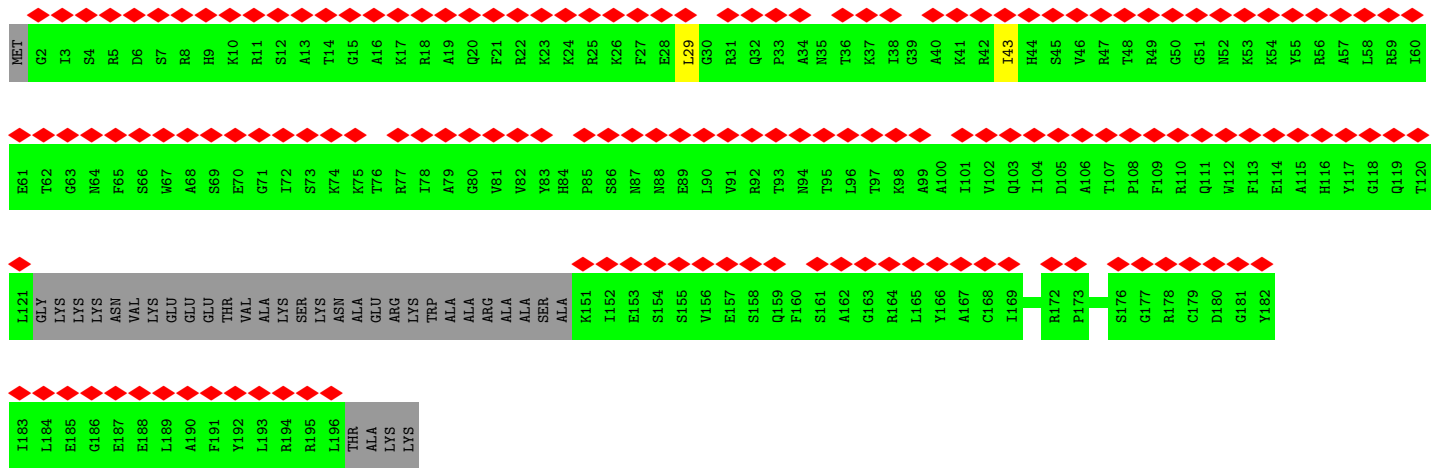 MET G2 I3 S4 R5 D6 S7 R8 H9 K10 R11 S12 A13 T14 G15 A16 K17 R18 A19 Q20 F21 R22 K23 K24 R25 K26 F27 E28 L29 G30 R31 Q32 P33 A34 N35 T36 K37 I38 G39 A40 K41 R42 I43 H44 S45 V46 R47 T48 R49 G50 G51 N52 K53 K54 Y55 R56 A57 L58 R59 I60
E61 T62 G63 N64 F65 S66 W67 A68 S69 E70 G71 I72 S73 K74 K75 T76 R77 I78 A79 G80 V81 V82 Y83 H84 P85 S86 N87 N88 E89 L90 V91 R92 T93 N94 T95 L96 T97 K98 A99 A100 I101 V102 Q103 I104 D105 A106 T107 P108 F109 R110 Q111 W112 F113 E114 A115 H116 Y117 G118 Q119 T120
L121 GLY LYS LYS LYS ASN VAL LYS GLU GLU GLU THR VAL ALA LYS SER LYS ASN ALA GLU ARG LYS TRP ALA ALA ARG ALA ALA SER ALA K151 I152 E153 S154 S155 V156 E157 S158 Q159 F160 S161 A162 G163 R164 L165 Y166 A167 C168 I169 R172 P173 S176 G177 R178 C179 D180 G181 Y182
I183 L184 E185 G186 E187 E188 L189 A190 F191 Y192 L193 R194 R195 L196 THR ALA LYS LYS